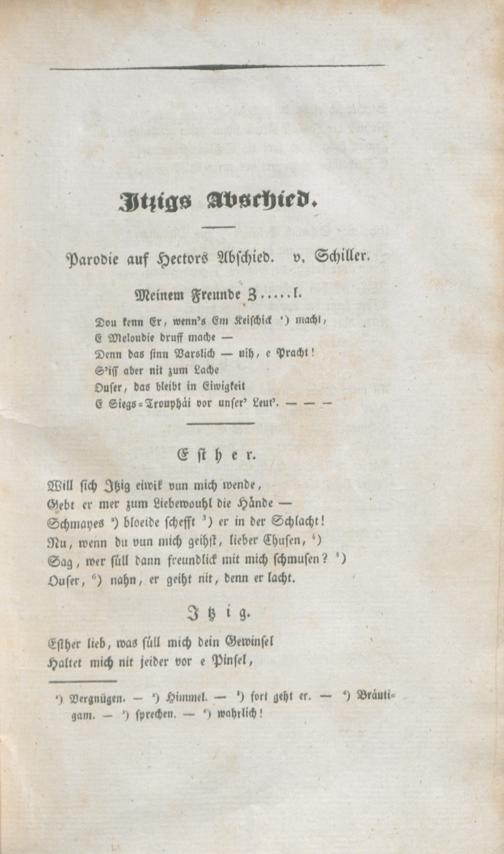 Itzigs Abschied.
Parodie auf Hectors Abschied. v. Schiller.
Meinem Freunde Z.....l.
Dou kenn Er, wenn's Em Keischick ¹) macht,
E Meloudie druff mache —
Denn das sinn Varslich — nih, e Pracht!
S'iss aber nit zum Lache
Ouser, das bleibt in Eiwigkeit
E Siegs=Trouphäi vor unser' Leut'. — — —
Esther.
Will sich Itzig eiwik vun mich wende,
Gebt er mer zum Liebewouhl die Hände —
Schmayes ²) bloeide schefft ³) er in der Schlacht!
Nu, wenn du vun mich geihst, lieber Chusen, ⁴)
Sag, wer süll dann freundlick mit mich schmusen? ⁵)
Ouser, ⁶) nahn, er geiht nit, denn er lacht.
Itzig.
Esther lieb, was süll mich dein Gewinsel
Haltet mich nit jeider vor e Pinsel,
¹) Vergnügen. — ²) Himmel. — ³) fort geht er. — ⁴) Bräuti=
gam. — ⁵) sprechen. — ⁶) wahrlich!